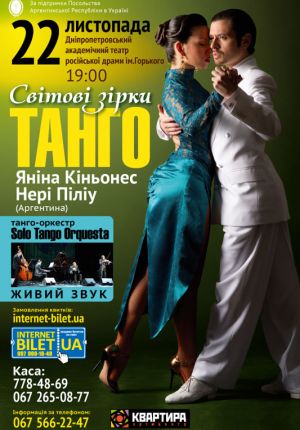 За підтримки Посольства
Аргентинської Республіки в Україні
22 ЛИСТОПАДА
Дніпропетровський
академічний театр
російської драми ім.Горького
19:00
Світові зірки
ТАНГО
Яніна Кіньонес
Нері Піліу
(Аргентина)
танго-оркестр
Solo Tango Orquesta
ЖИВИЙ ЗВУК
Замовлення квитків:
internet-bilet.ua
INTERNET
BILET UA
Каса:
778-48-69
067 265-08-77
Інформація за телефоном:
067 566-22-47
КВАРТИРА